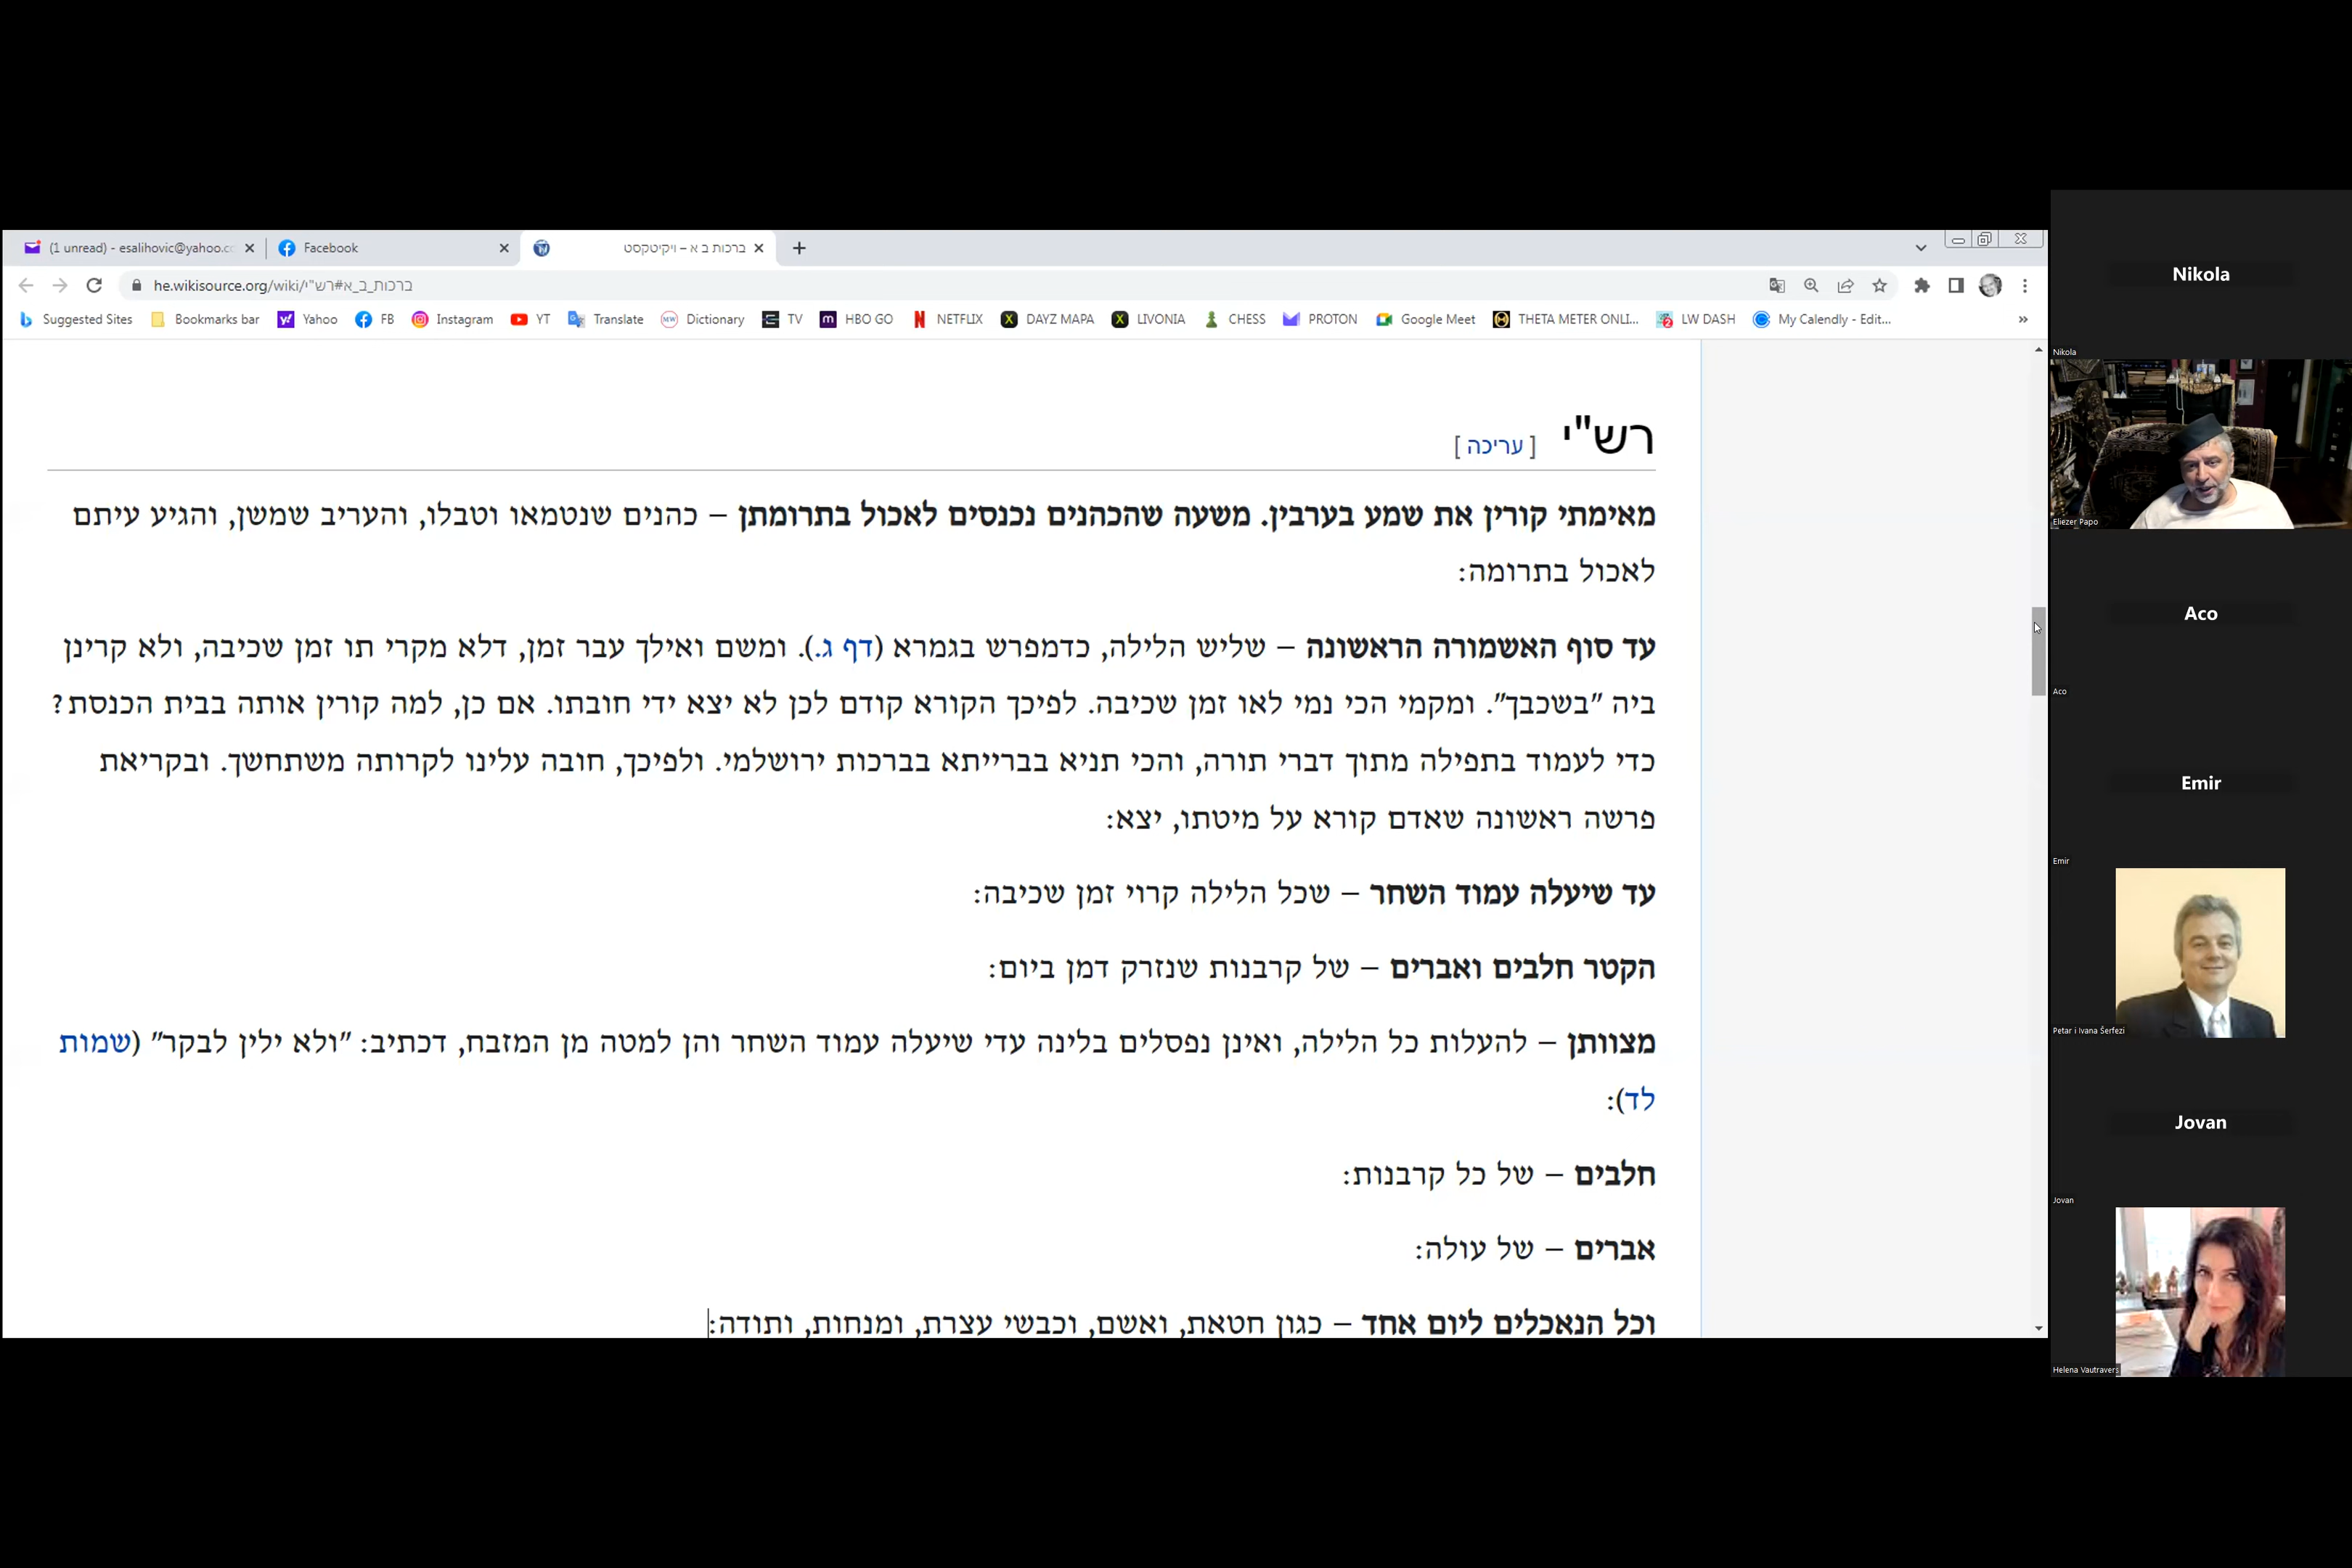 (1 unread) - esalihovic@yahoo.cc
Facebook
ברכות ב א – ויקיטקסט
he.wikisource.org/wiki/ברכות_ב_א#רש"י
Suggested Sites
Bookmarks bar
Yahoo
FB
Instagram
YT
Translate
Dictionary
TV
HBO GO
NETFLIX
DAYZ MAPA
LIVONIA
CHESS
PROTON
Google Meet
THETA METER ONLI...
LW DASH
My Calendly - Edit...
»
רש"י [ עריכה ]
מאימתי קורין את שמע בערבין. משעה שהכהנים נכנסים לאכול בתרומתן – כהנים שנטמאו וטבלו, והעריב שמשן, והגיע עיתם
לאכול בתרומה:
עד סוף האשמורה הראשונה – שליש הלילה, כדמפרש בגמרא (דף ג.). ומשם ואילך עבר זמן, דלא מקרי תו זמן שכיבה, ולא קרינן
ביה "בשכבך". ומקמי הכי נמי לאו זמן שכיבה. לפיכך הקורא קודם לכן לא יצא ידי חובתו. אם כן, למה קורין אותה בבית הכנסת?
כדי לעמוד בתפילה מתוך דברי תורה, והכי תניא בברייתא בברכות ירושלמי. ולפיכך, חובה עלינו לקרותה משתחשך. ובקריאת
פרשה ראשונה שאדם קורא על מיטתו, יצא:
עד שיעלה עמוד השחר – שכל הלילה קרוי זמן שכיבה:
הקטר חלבים ואברים – של קרבנות שנזרק דמן ביום:
מצוותן – להעלות כל הלילה, ואינן נפסלים בלינה עדי שיעלה עמוד השחר והן למטה מן המזבח, דכתיב: "ולא ילין לבקר" (שמות
לד):
חלבים – של כל קרבנות:
אברים – של עולה:
וכל הנאכלים ליום אחד – כגון חטאת, ואשם, וכבשי עצרת, ומנחות, ותודה:
Nikola
Nikola
Eliezer Papo
Aco
Aco
Emir
Emir
Petar i Ivana Šerfezi
Jovan
Jovan
Helena Vautravers